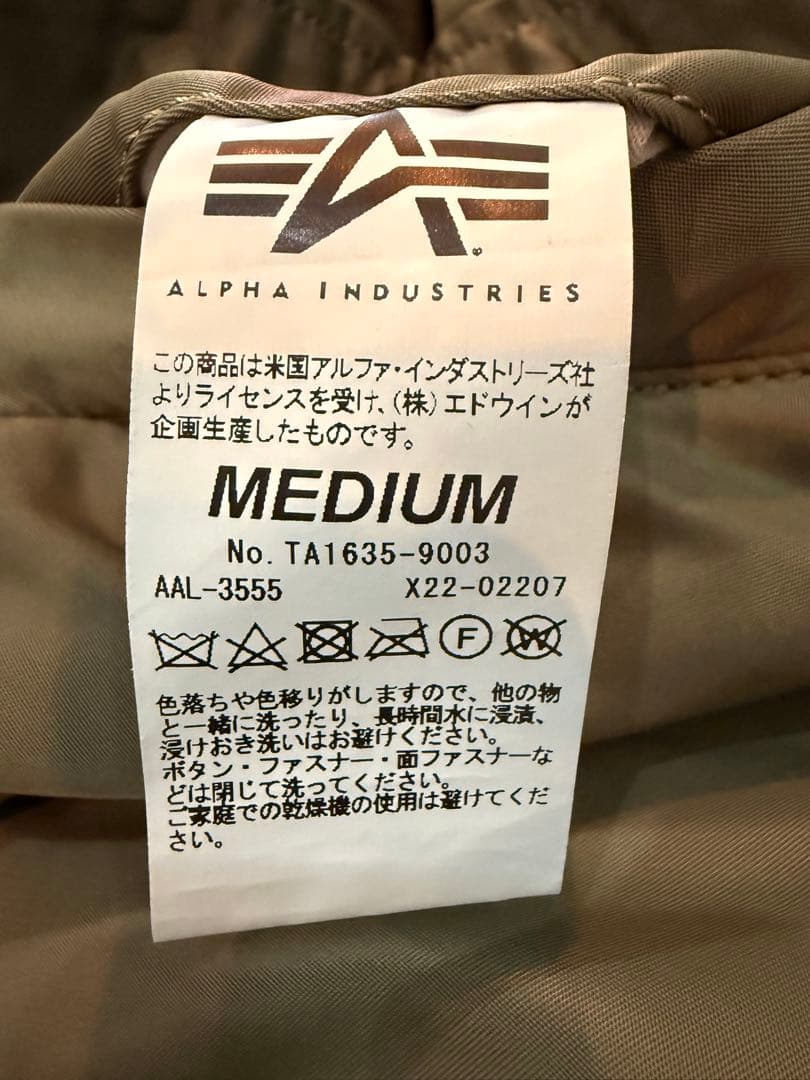 ALPHA INDUSTRIES
この商品は米国アルファ・インダストリーズ社
よりライセンスを受け、(株)エドウインが
企画生産したものです。
MEDIUM
No. TA1635-9003
AAL-3555 X22-02207
F W
色落ちや色移りがしますので、他の物
と一緒に洗ったり、長時間水に浸漬、
浸けおき洗いはお避けください。
ボタン・ファスナー・面ファスナーな
どは閉じて洗ってください。
ご家庭での乾燥機の使用は避けてくだ
さい。